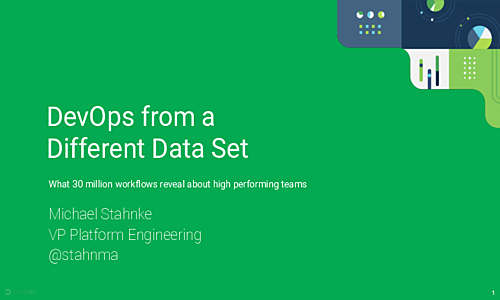 DevOps from a
Different Data Set
What 30 million workflows reveal about high performing teams
Michael Stahnke
VP Platform Engineering
@stahnma
1